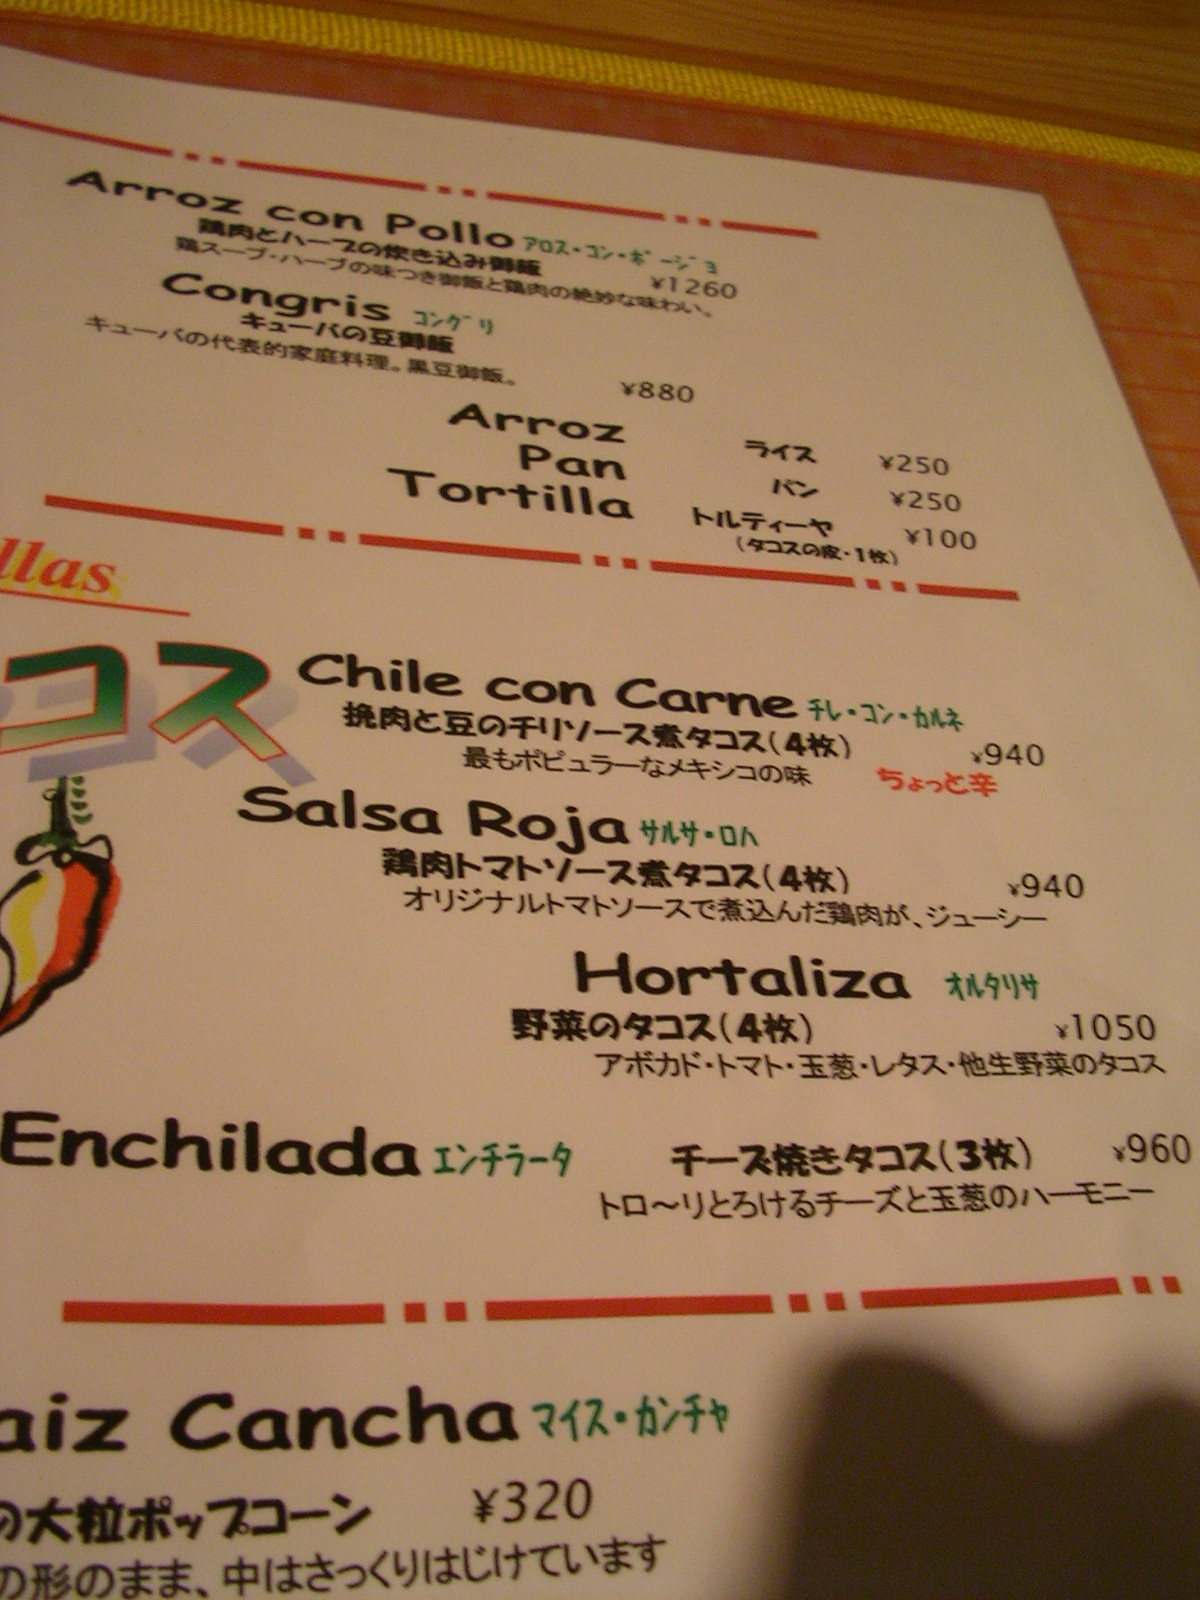 Arroz con Pollo アロス・コン・ポージョ
鶏肉とハーブの炊き込み御飯 ¥1260
鶏スープ・ハーブの味つき御飯と鶏肉の絶妙な味わい。
Congris コングリ
キューバの豆御飯
キューバの代表的家庭料理。黒豆御飯。 ¥880
Arroz ライス ¥250
Pan パン ¥250
Tortilla トルティーヤ ¥100
(タコスの皮・1枚)
llas
コス
Chile con Carne チレ・コン・カルネ
挽肉と豆のチリソース煮タコス(4枚) ¥940
最もポピュラーなメキシコの味 ちょっと辛
Salsa Roja サルサ・ロハ
鶏肉トマトソース煮タコス(4枚) ¥940
オリジナルトマトソースで煮込んだ鶏肉が、ジューシー
Hortaliza オルタリサ
野菜のタコス(4枚) ¥1050
アボカド・トマト・玉葱・レタス・他生野菜のタコス
Enchilada エンチラータ チーズ焼きタコス(3枚) ¥960
トロ～リとろけるチーズと玉葱のハーモニー
aiz Cancha マイス・カンチャ
の大粒ポップコーン ¥320
の形のまま、中はさっくりはじけています